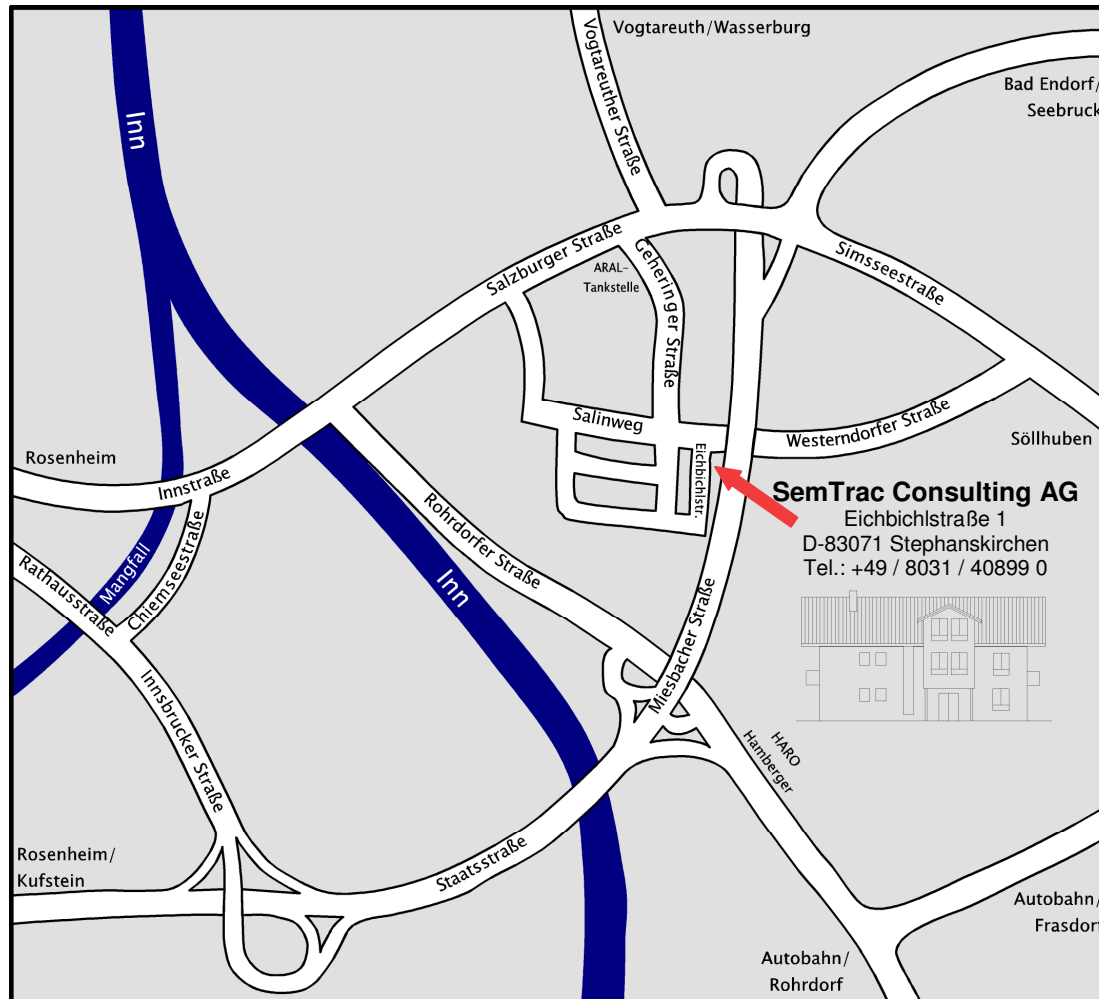 Vogtareuth/Wasserburg
Vogtareuther Straße
Bad Endorf/
Seebruck
Inn
Salzburger Straße
Geheringer Straße
ARAL-
Tankstelle
Simsseestraße
Salinweg
Westerndorfer Straße
Söllhuben
Rosenheim
Innstraße
Eichbichlstr.
SemTrac Consulting AG
Eichbichlstraße 1
D-83071 Stephanskirchen
Tel.: +49 / 8031 / 40899 0
Rohrdorfer Straße
Inn
Mangfall
Chiemseestraße
Rathausstraße
Miesbacher Straße
Innsbrucker Straße
HARO
Hamberger
Staatsstraße
Rosenheim/
Kufstein
Autobahn/
Frasdorf
Autobahn/
Rohrdorf